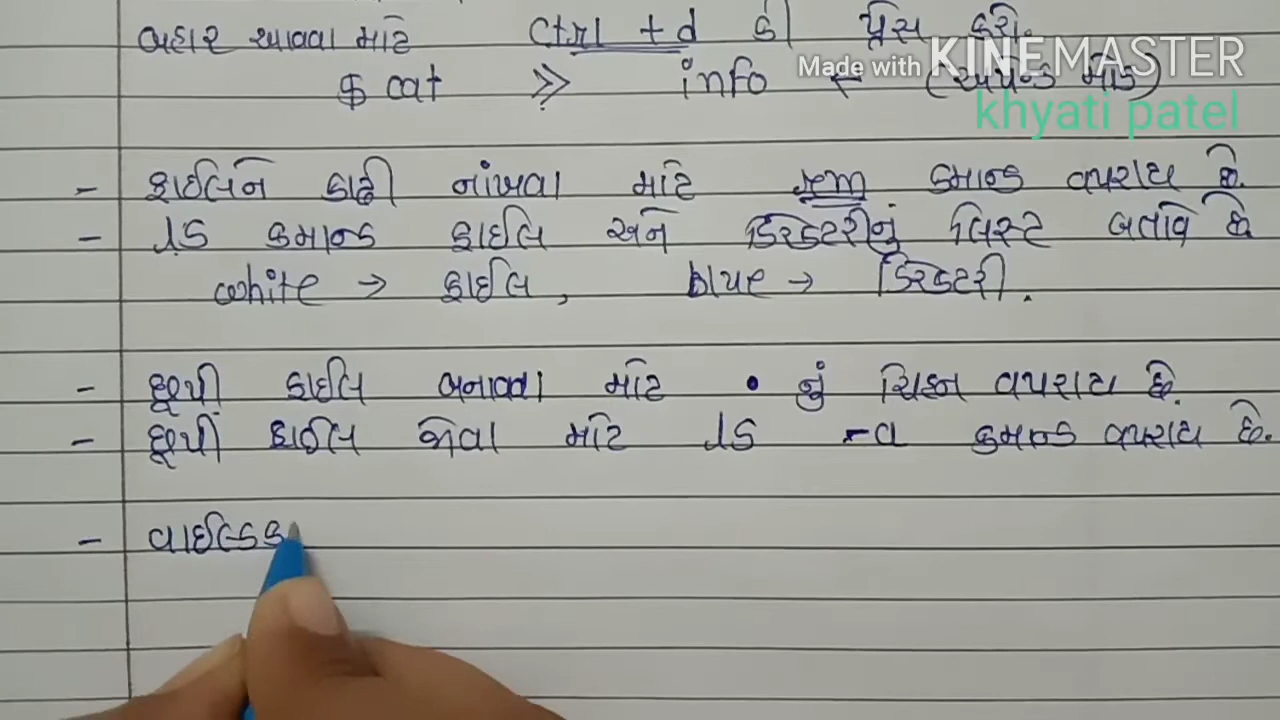 બહાર આવવા માટે Ctrl + d કી પ્રેસ કરો.
Made with KINEMASTER
$ cat >> info ← (એપેન્ડ મોડ)
khyati patel
- ફાઈલને કાઢી નાંખવા માટે rm કમાન્ડ વપરાય છે.
- ls કમાન્ડ ફાઈલ અને ડિરેક્ટરીનું લિસ્ટ બતાવે છે
white → ફાઈલ, blue → ડિરેક્ટરી.
- છૂપી ફાઈલ બનાવવા માટે • નું ચિહ્ન વપરાય છે.
- છૂપી ફાઈલ જોવા માટે ls -a કમાન્ડ વપરાય છે.
- વાઈલ્ડક